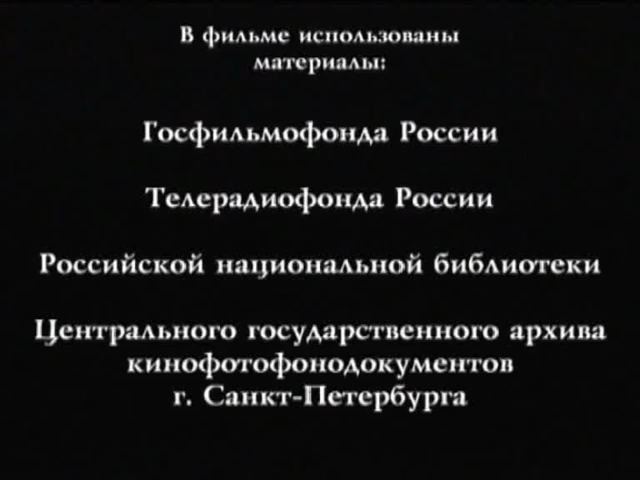 В фильме использованы
материалы:
Госфильмофонда России
Телерадиофонда России
Российской национальной библиотеки
Центрального государственного архива
кинофотофонодокументов
г. Санкт-Петербурга